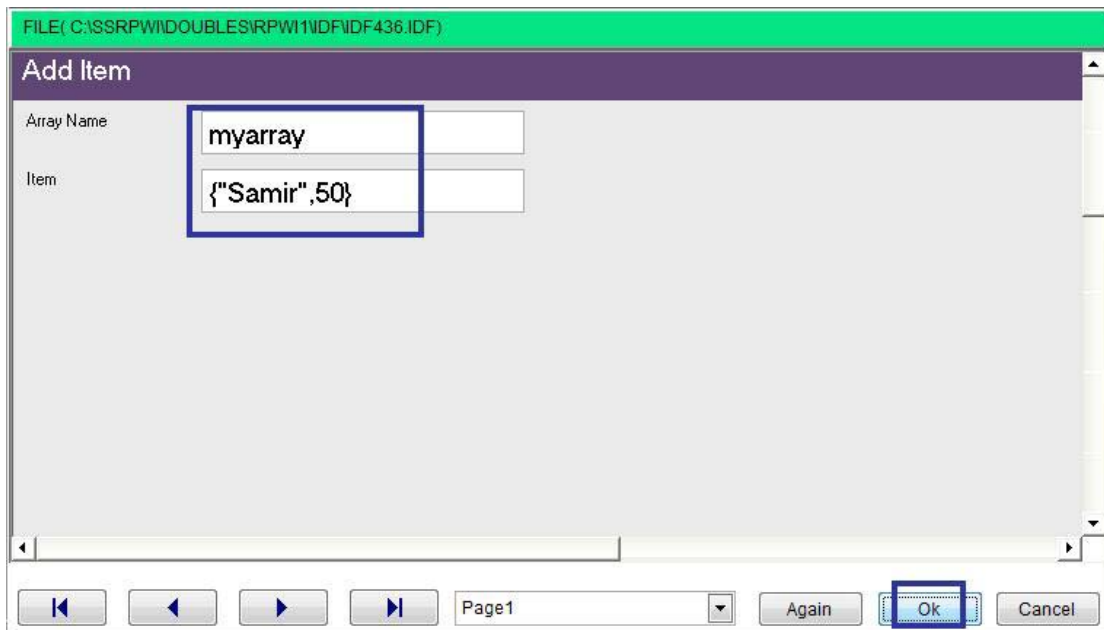 FILE( C:\SSRPWI\DOUBLES\RPWI1\IDF\IDF436.IDF)
Add Item
Array Name
myarray
Item
{"Samir",50}
Page1
Again
Ok
Cancel